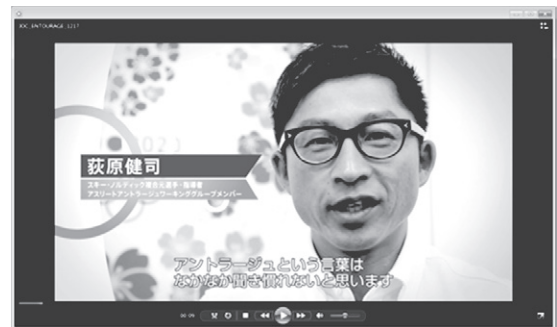 JOC_ENTOURAGE_1217
荻原健司
スキー・ノルディック複合元選手・指導者
アスリートアントラージュワーキンググループメンバー
アントラージュという言葉は
なかなか聞き慣れないと思います